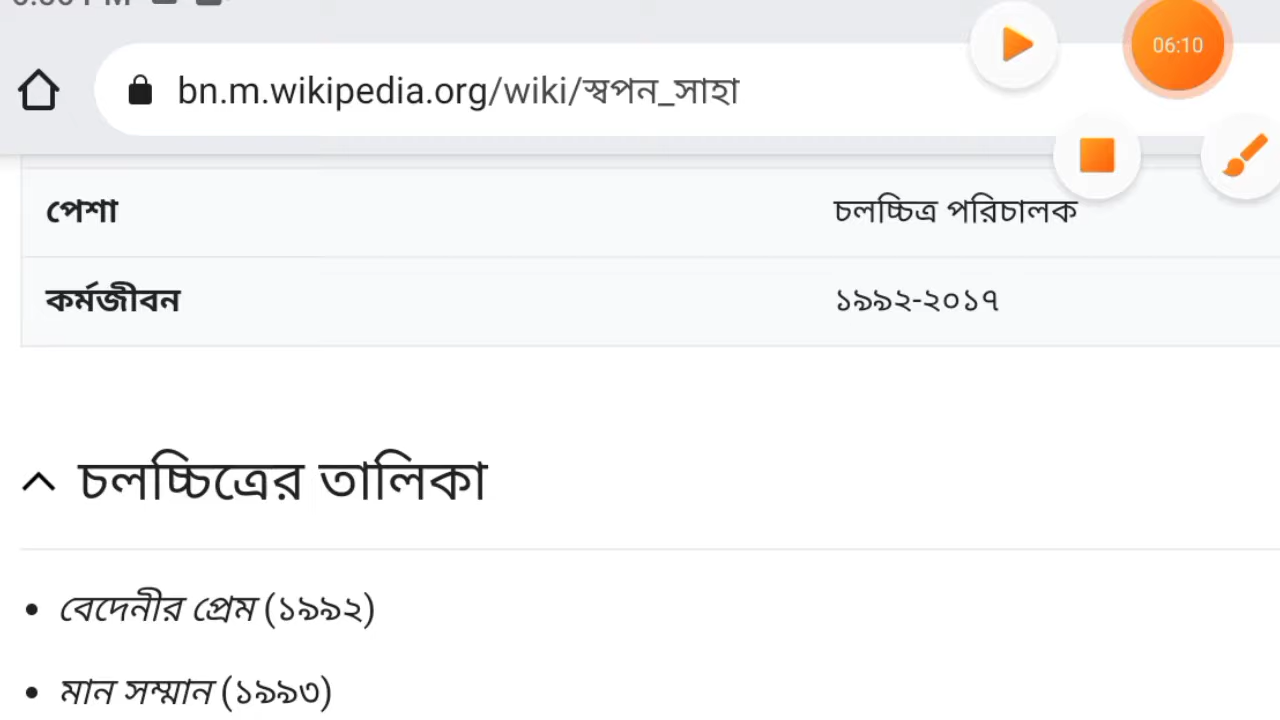 bn.m.wikipedia.org/wiki/স্বপন_সাহা
06:10
পেশা চলচ্চিত্র পরিচালক
কর্মজীবন ১৯৯২-২০১৭
চলচ্চিত্রের তালিকা
বেদেনীর প্রেম (১৯৯২)
মান সম্মান (১৯৯৩)